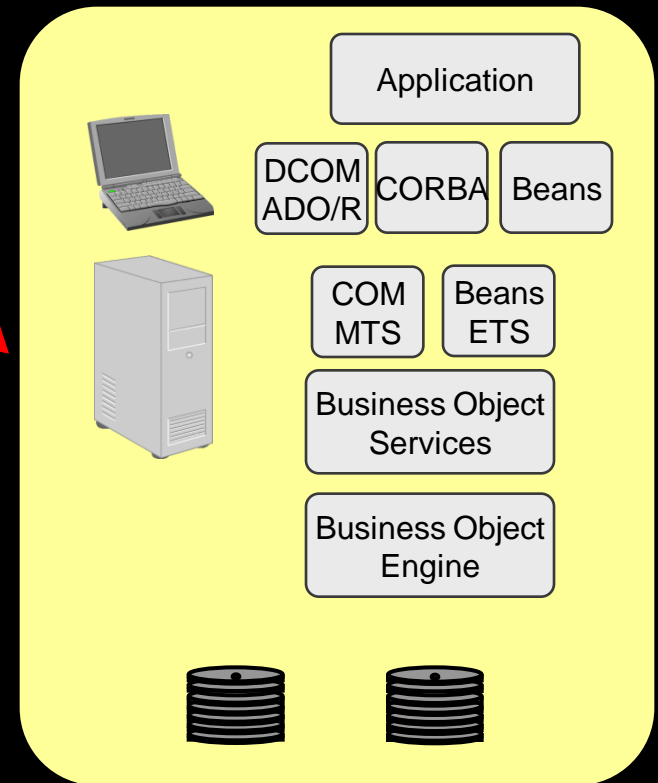 Application
DCOM
ADO/R
CORBA
Beans
COM
MTS
Beans
ETS
Business Object
Services
Business Object
Engine